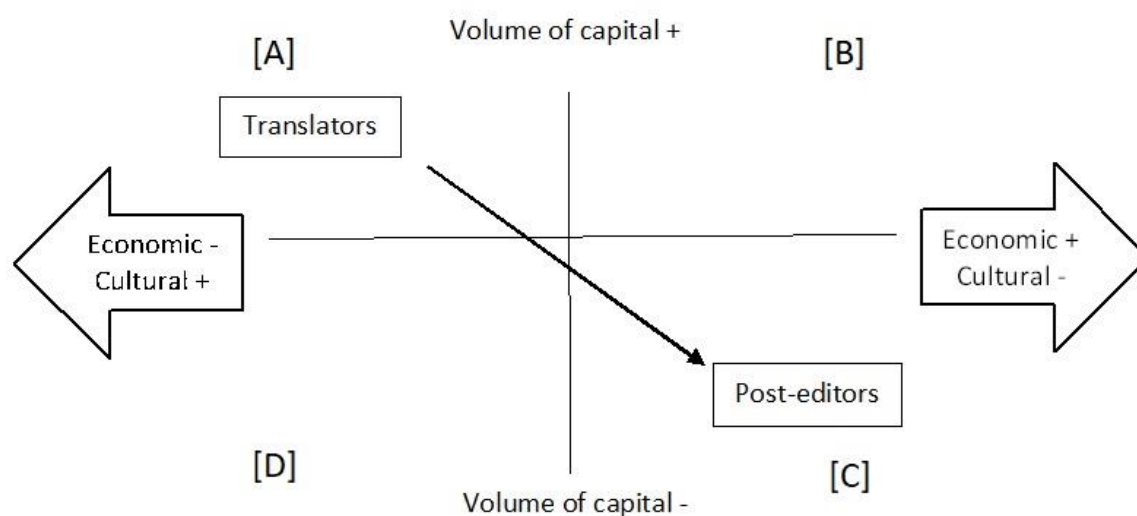 Volume of capital +
[A]
[B]
Translators
Economic -
Cultural +
Economic +
Cultural -
Post-editors
[D]
[C]
Volume of capital -